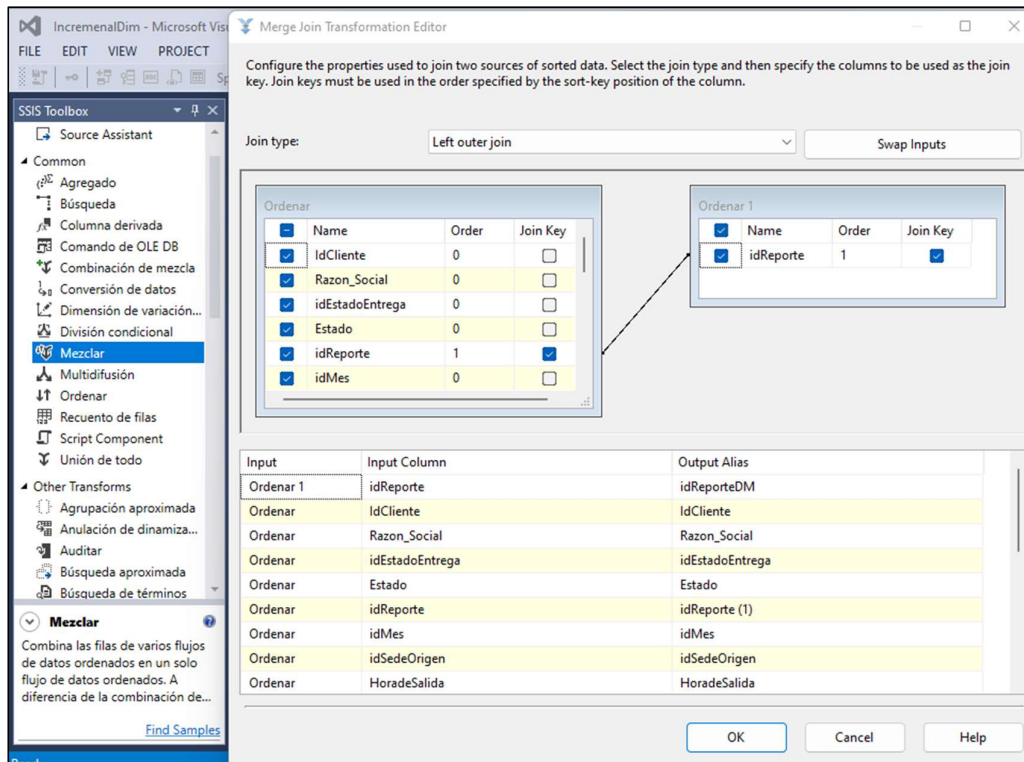 IncremenalDim - Microsoft Visu
FILE EDIT VIEW PROJECT
SSIS Toolbox
Source Assistant
Common
Agregado
Búsqueda
Columna derivada
Comando de OLE DB
Combinación de mezcla
Conversión de datos
Dimensión de variación...
División condicional
Mezclar
Multidifusión
Ordenar
Recuento de filas
Script Component
Unión de todo
Other Transforms
Agrupación aproximada
Anulación de dinamiza...
Auditar
Búsqueda aproximada
Búsqueda de términos
Mezclar
Combina las filas de varios flujos
de datos ordenados en un solo
flujo de datos ordenados. A
diferencia de la combinación de...
Find Samples
Merge Join Transformation Editor
Configure the properties used to join two sources of sorted data. Select the join type and then specify the columns to be used as the join
key. Join keys must be used in the order specified by the sort-key position of the column.
Join type: Left outer join Swap Inputs
Ordenar
Name Order Join Key
IdCliente 0
Razon_Social 0
idEstadoEntrega 0
Estado 0
idReporte 1
idMes 0
Ordenar 1
Name Order Join Key
idReporte 1
Input Input Column Output Alias
Ordenar 1 idReporte idReporteDM
Ordenar IdCliente IdCliente
Ordenar Razon_Social Razon_Social
Ordenar idEstadoEntrega idEstadoEntrega
Ordenar Estado Estado
Ordenar idReporte idReporte (1)
Ordenar idMes idMes
Ordenar idSedeOrigen idSedeOrigen
Ordenar HoradeSalida HoradeSalida
OK Cancel Help